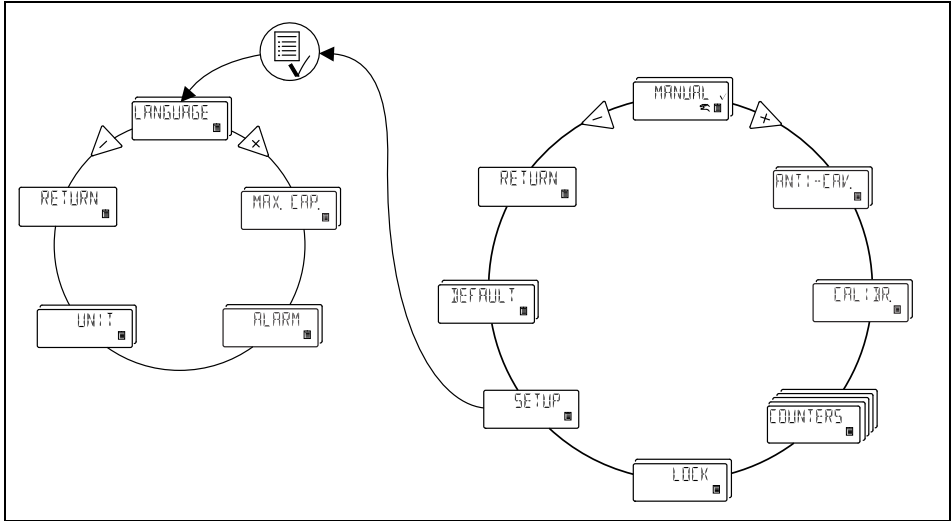 LANGUAGE
RETURN
MAX. CAP.
UNIT
ALARM
MANUAL
RETURN
ANTI-CAV.
DEFAULT
CALIBR.
SETUP
COUNTERS
LOCK